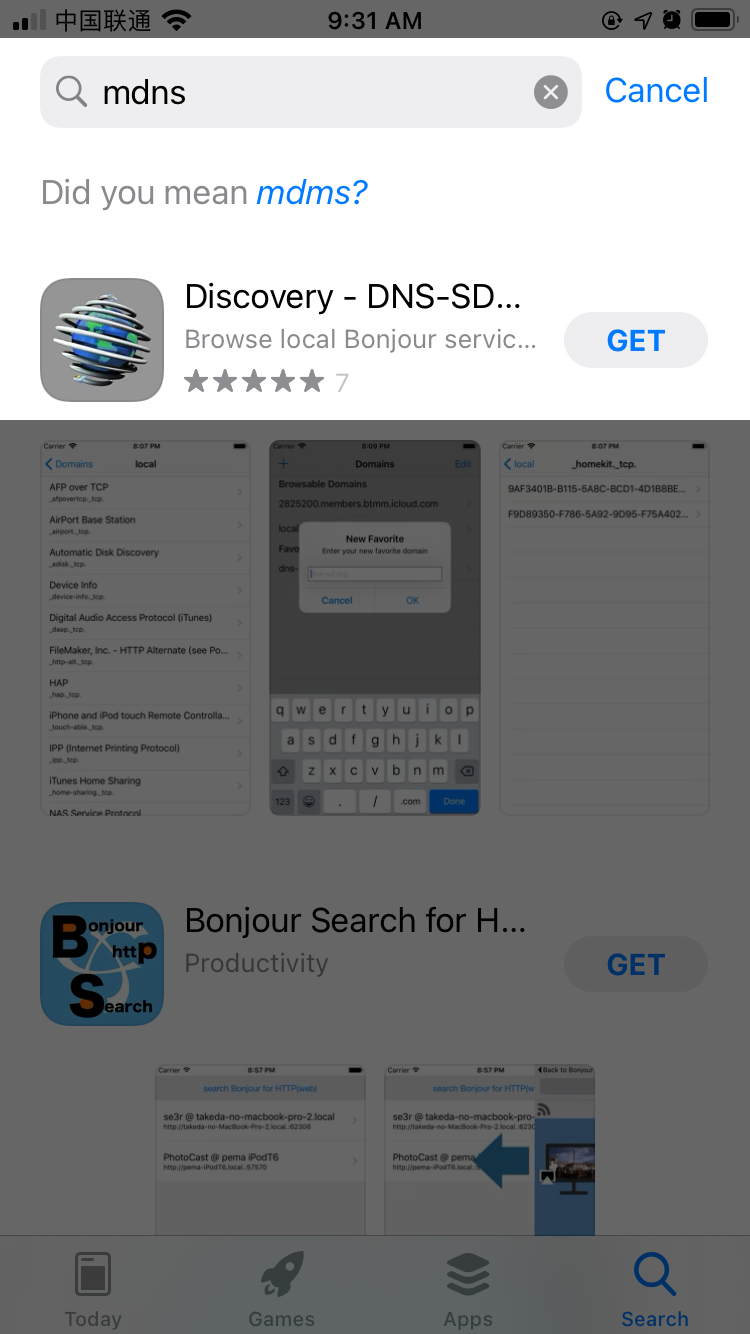 中国联通
9:31 AM
mdns
Cancel
Did you mean mdms?
Discovery - DNS-SD...
Browse local Bonjour servic...
GET
7
Carrier
8:07 PM
Domains
local
AFP over TCP
_afpovertcp._tcp.
AirPort Base Station
_airport._tcp.
Automatic Disk Discovery
_adisk._tcp.
Device Info
_device-info._tcp.
Digital Audio Access Protocol (iTunes)
_daap._tcp.
FileMaker, Inc. - HTTP Alternate (see Po...
_http-alt._tcp.
HAP
_hap._tcp.
iPhone and iPod touch Remote Controlla...
_touch-able._tcp.
IPP (Internet Printing Protocol)
_ipp._tcp.
iTunes Home Sharing
_home-sharing._tcp.
NAS Service Protocol
Carrier
8:09 PM
Domains
Edit
Browsable Domains
2825200.members.btmm.icloud.com
local
Favo
dns-
New Favorite
Enter your new favorite domain
Cancel
OK
q w e r t y u i o p
a s d f g h j k l
z x c v b n m
123 . / .com Done
Carrier
8:07 PM
local
_homekit._tcp.
9AF3401B-B115-5A8C-BCD1-4D1B8BE...
F9D89350-F786-5A92-9D95-F75A402...
Bonjour
http
Search
Bonjour Search for H...
Productivity
GET
Carrier
8:57 PM
search Bonjour for HTTP(web)
se3r @ takeda-no-macbook-pro-2.local
http://takeda-no-MacBook-Pro-2.local.:62308
PhotoCast @ pema iPodT6
http://pema-iPodT6.local.:57570
Carrier
8:57 PM
Back to Bonjour
search Bonjour for HTTP(w
se3r @ takeda-no-macbook-pro-
http://takeda-no-MacBook-Pro-2.local.:6230
PhotoCast @ pema
http://pema-iPodT6.local.:5
Today
Games
Apps
Search